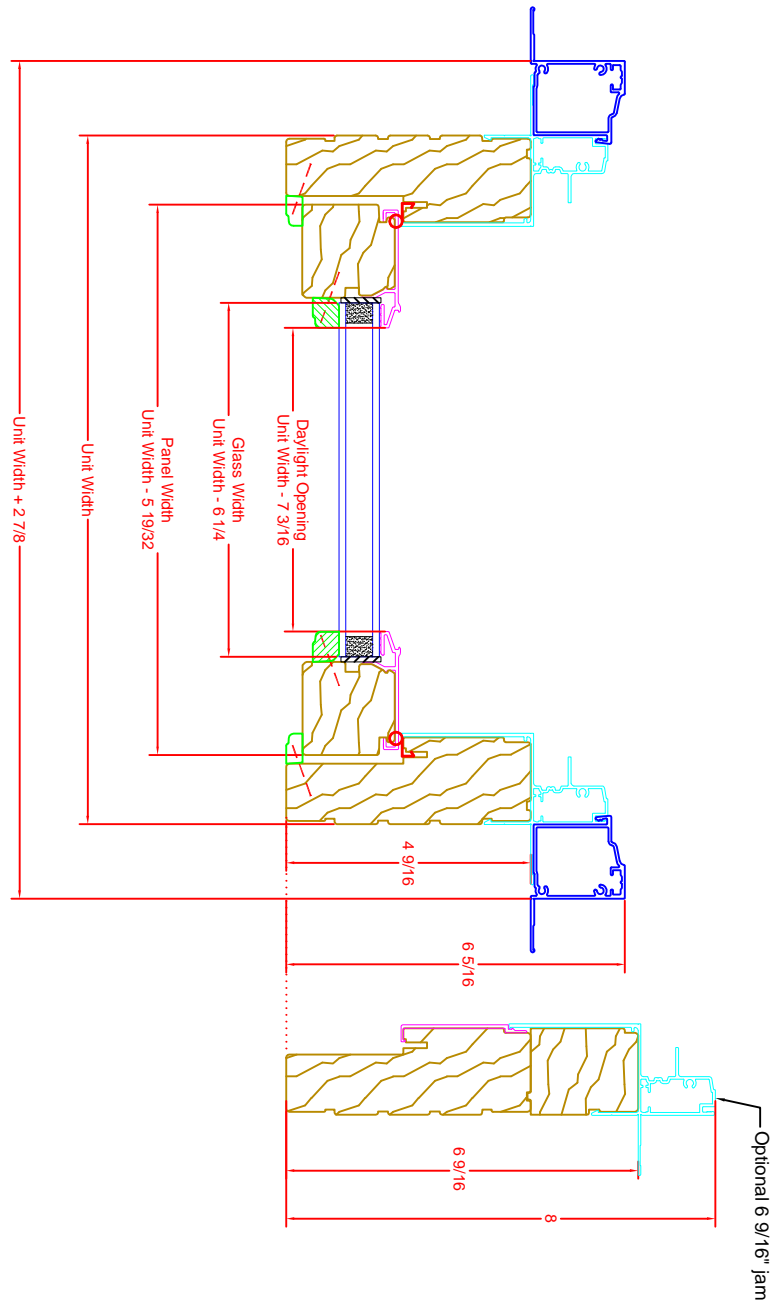 Daylight Opening
Unit Width - 7 3/16
Glass Width
Unit Width - 6 1/4
Panel Width
Unit Width - 5 19/32
Unit Width
Unit Width + 2 7/8
4 9/16
6 5/16
6 9/16
8
Optional 6 9/16" jam